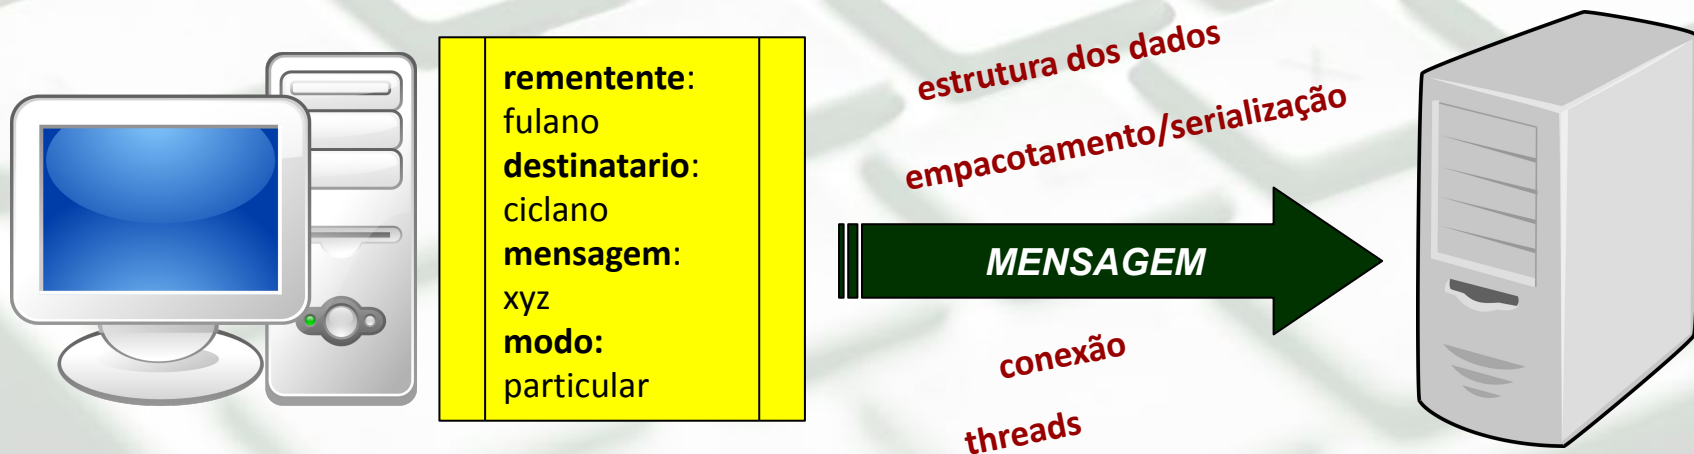 rementente:
fulano
destinatario:
ciclano
mensagem:
xyz
modo:
particular
estrutura dos dados
empacotamento/serialização
MENSAGEM
conexão
threads